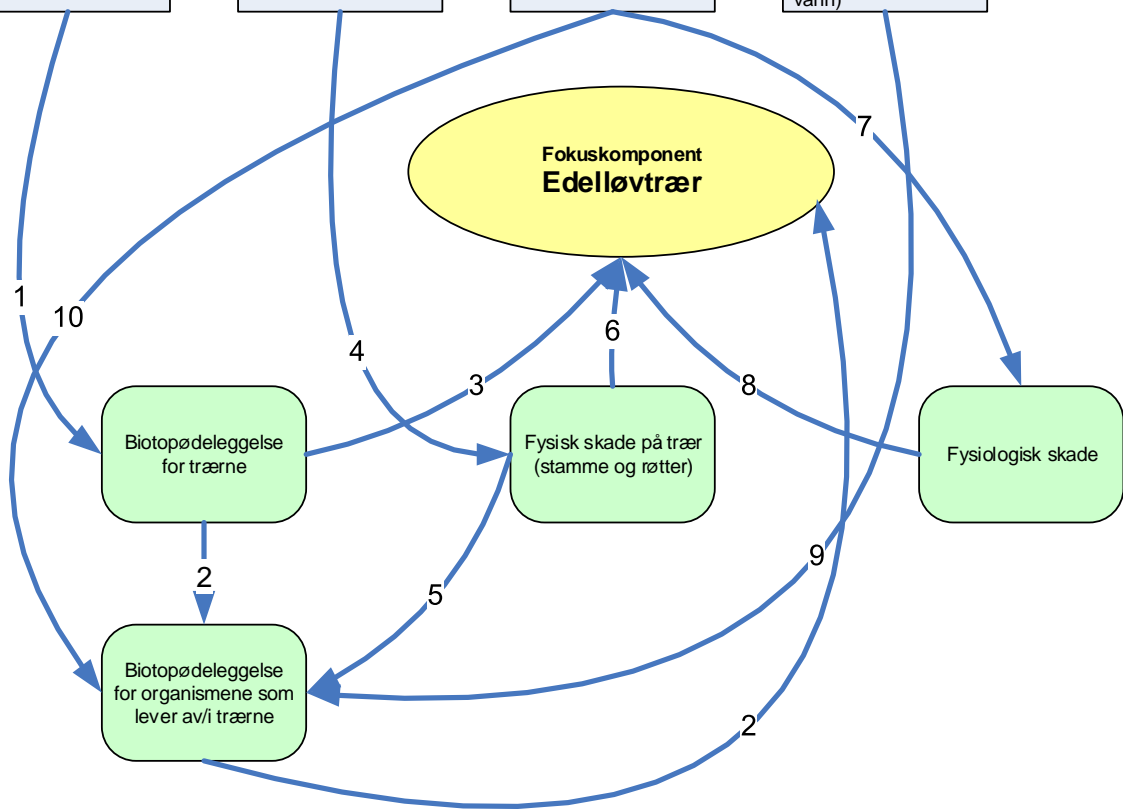 vann)
Fokuskomponent
Edelløvtrær
7
1
10
4
6
3
8
Biotopødeleggelse
for trærne
Fysisk skade på trær
(stamme og røtter)
Fysiologisk skade
2
5
9
Biotopødeleggelse
for organismene som
lever av/i trærne
2